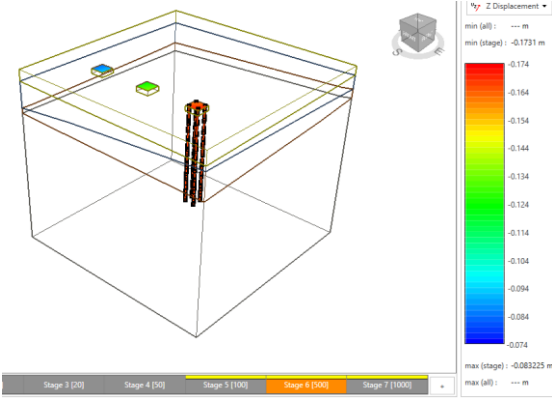 Z Displacement
min (all) : --- m
min (stage) : -0.1731 m
-0.174
-0.164
-0.154
-0.144
-0.134
-0.124
-0.114
-0.104
-0.094
-0.084
-0.074
max (stage) : -0.083225 m
max (all) : --- m
S E
Stage 3 [20] Stage 4 [50] Stage 5 [100] Stage 6 [500] Stage 7 [1000] +